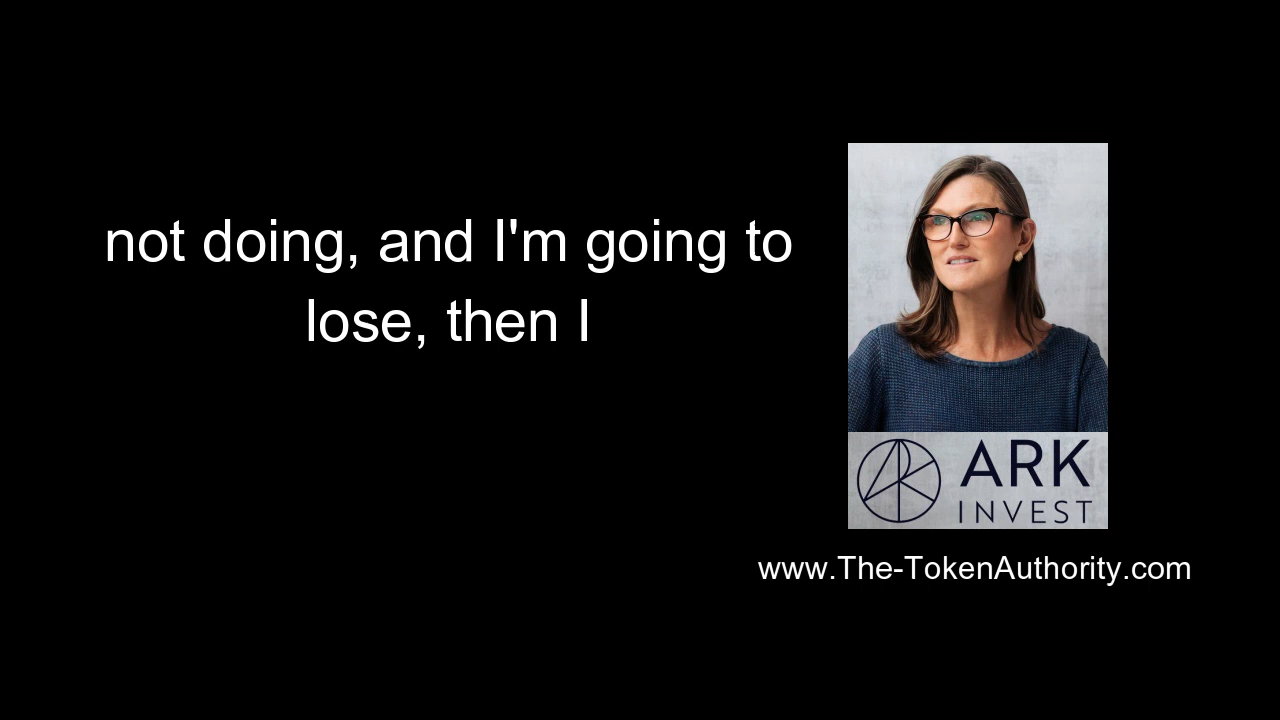 not doing, and I'm going to
lose, then I
ARK
INVEST
www.The-TokenAuthority.com